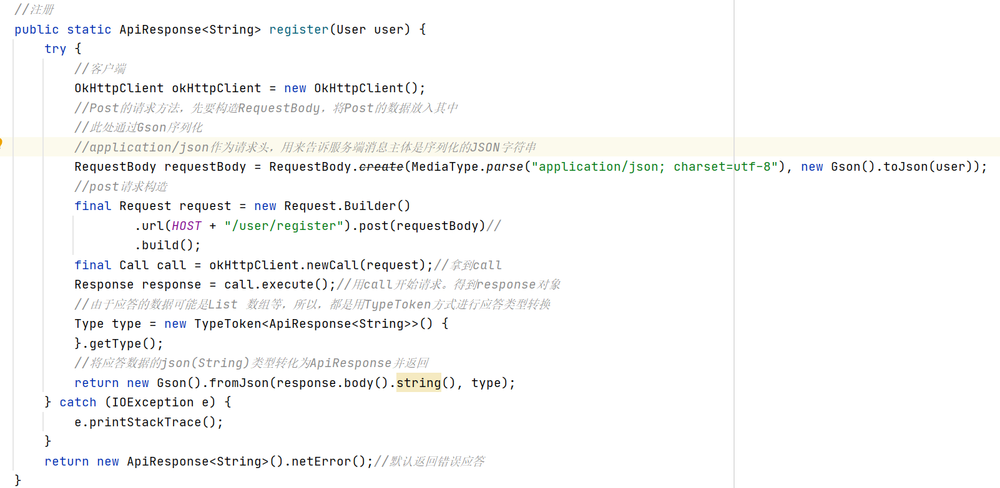 //注册
public static ApiResponse<String> register(User user) {
try {
//客户端
OkHttpClient okHttpClient = new OkHttpClient();
//Post的请求方法，先要构造RequestBody，将Post的数据放入其中
//此处通过Gson序列化
//application/json作为请求头，用来告诉服务端消息主体是序列化的JSON字符串
RequestBody requestBody = RequestBody.create(MediaType.parse("application/json; charset=utf-8"), new Gson().toJson(user));
//post请求构造
final Request request = new Request.Builder()
.url(HOST + "/user/register").post(requestBody)//
.build();
final Call call = okHttpClient.newCall(request);//拿到call
Response response = call.execute();//用call开始请求。得到response对象
//由于应答的数据可能是List 数组等，所以，都是用TypeToken方式进行应答类型转换
Type type = new TypeToken<ApiResponse<String>>() {
}.getType();
//将应答数据的json(String)类型转化为ApiResponse并返回
return new Gson().fromJson(response.body().string(), type);
} catch (IOException e) {
e.printStackTrace();
}
return new ApiResponse<String>().netError();//默认返回错误应答
}